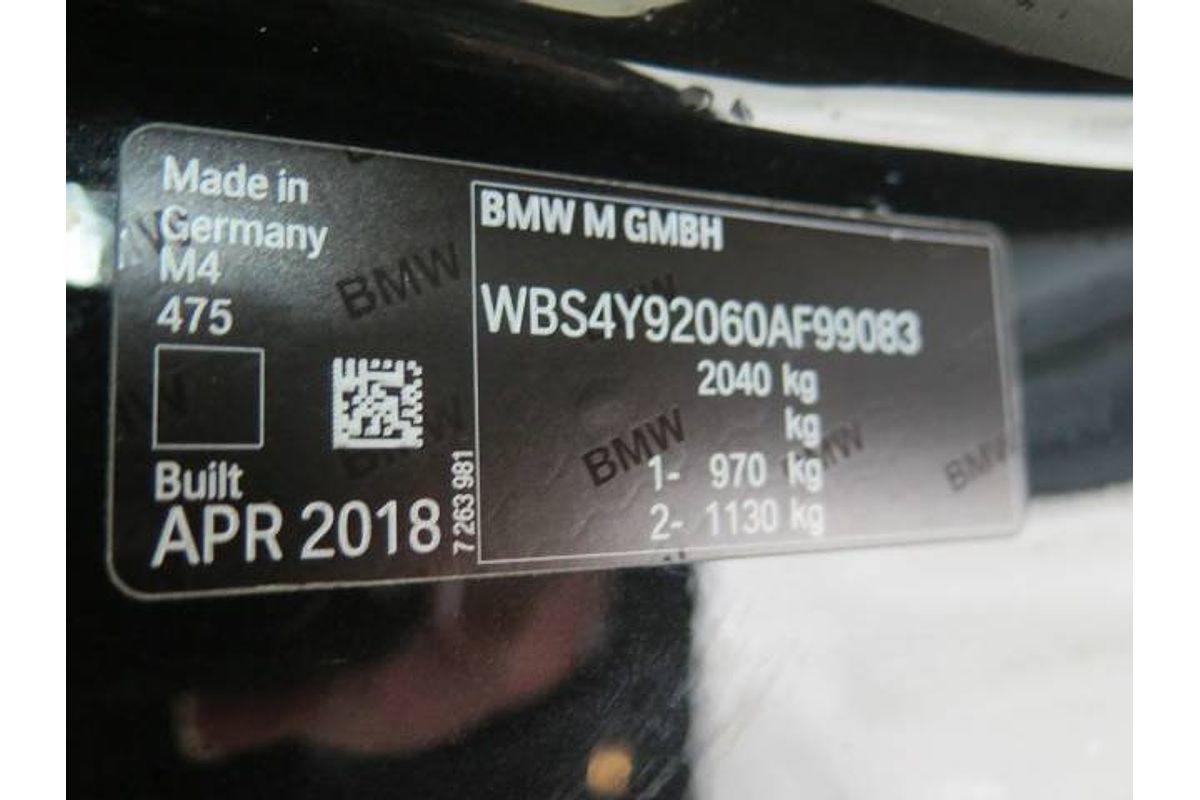 Made in
Germany
M4
475
Built
APR 2018
7 263 981
BMW M GMBH
WBS4Y92060AF99083
2040 kg
kg
1- 970 kg
2- 1130 kg
BMW
BMW
BMW
BMW